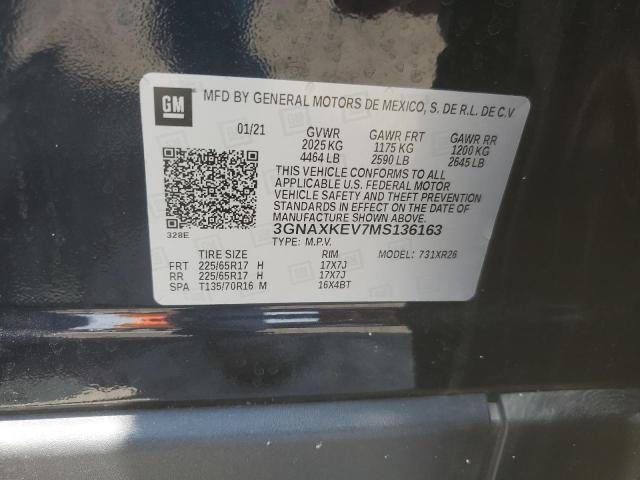 GM MFD BY GENERAL MOTORS DE MEXICO, S. DE R.L. DE C.V
01/21 GVWR GAWR FRT GAWR RR
2025 KG 1175 KG 1200 KG
4464 LB 2590 LB 2645 LB
THIS VEHICLE CONFORMS TO ALL
APPLICABLE U.S. FEDERAL MOTOR
VEHICLE SAFETY AND THEFT PREVENTION
STANDARDS IN EFFECT ON THE DATE OF
MANUFACTURE SHOWN ABOVE.
3GNAXKEV7MS136163
328E TYPE: M.P.V. MODEL: 731XR26
TIRE SIZE RIM
FRT 225/65R17 H 17X7J
RR 225/65R17 H 17X7J
SPA T135/70R16 M 16X4BT